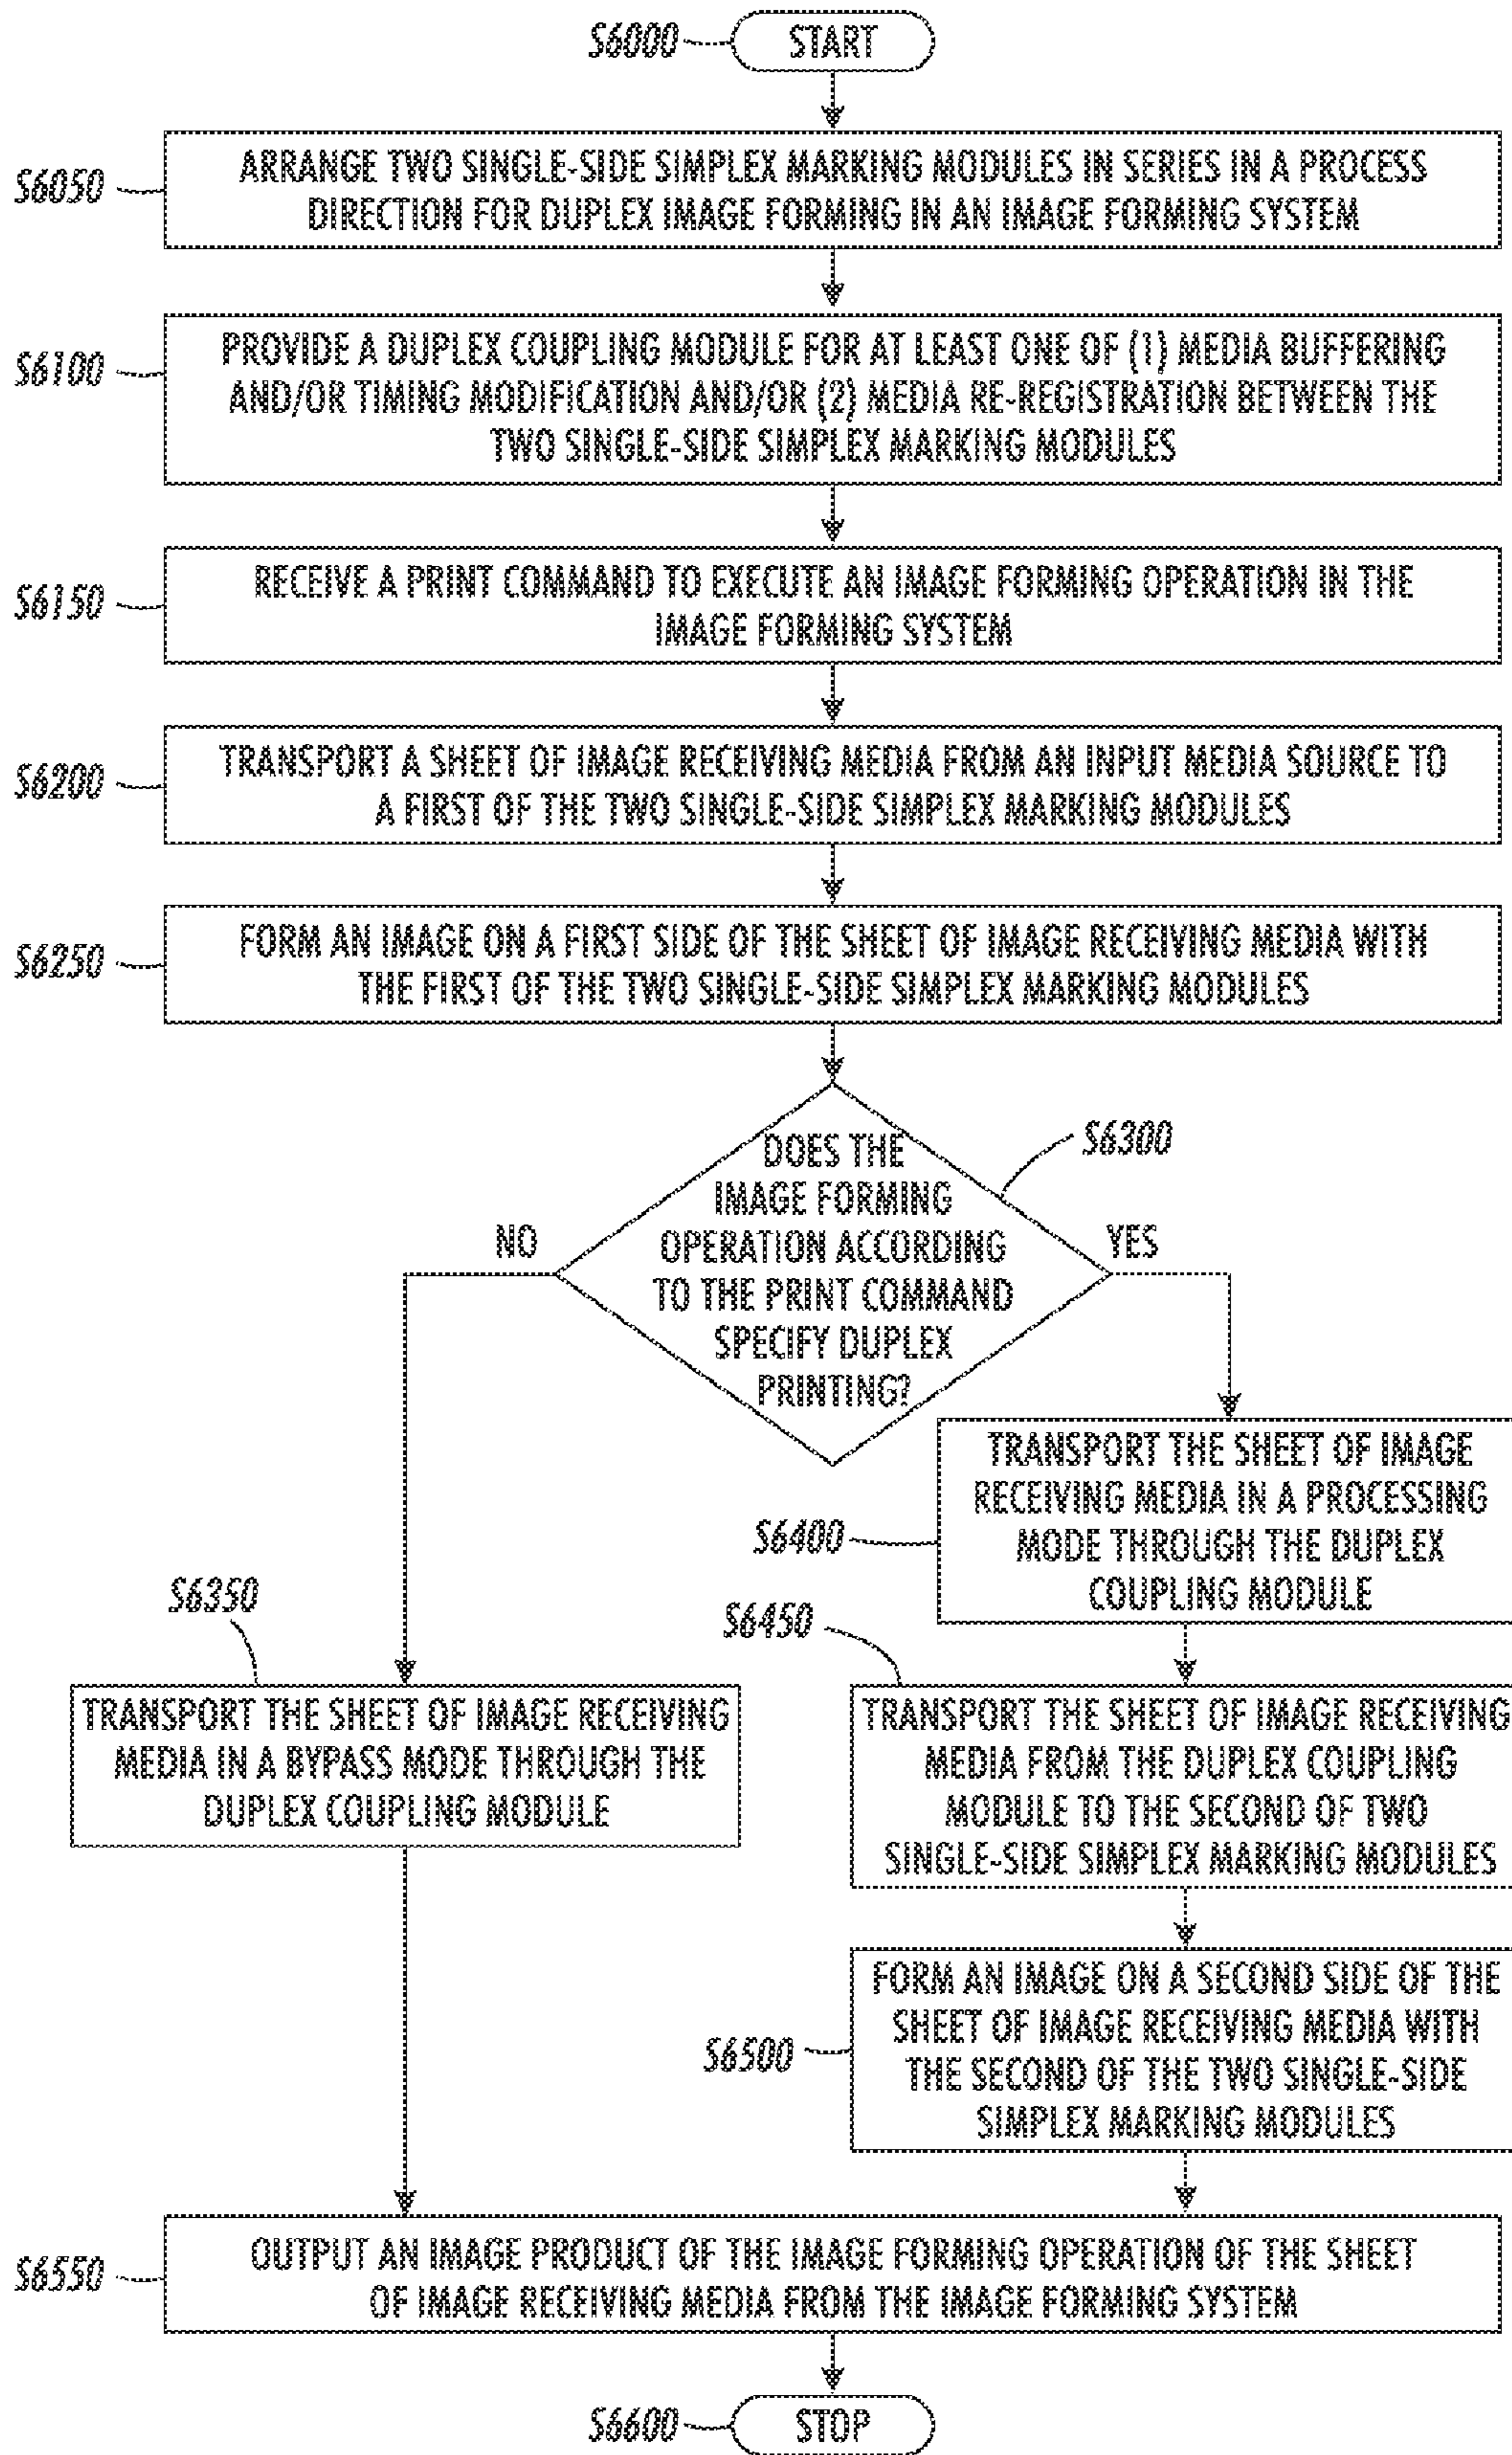 S6000
START
S6050
ARRANGE TWO SINGLE-SIDE SIMPLEX MARKING MODULES IN SERIES IN A PROCESS
DIRECTION FOR DUPLEX IMAGE FORMING IN AN IMAGE FORMING SYSTEM
S6100
PROVIDE A DUPLEX COUPLING MODULE FOR AT LEAST ONE OF (1) MEDIA BUFFERING
AND/OR TIMING MODIFICATION AND/OR (2) MEDIA RE-REGISTRATION BETWEEN THE
TWO SINGLE-SIDE SIMPLEX MARKING MODULES
S6150
RECEIVE A PRINT COMMAND TO EXECUTE AN IMAGE FORMING OPERATION IN THE
IMAGE FORMING SYSTEM
S6200
TRANSPORT A SHEET OF IMAGE RECEIVING MEDIA FROM AN INPUT MEDIA SOURCE TO
A FIRST OF THE TWO SINGLE-SIDE SIMPLEX MARKING MODULES
S6250
FORM AN IMAGE ON A FIRST SIDE OF THE SHEET OF IMAGE RECEIVING MEDIA WITH
THE FIRST OF THE TWO SINGLE-SIDE SIMPLEX MARKING MODULES
S6300
DOES THE
IMAGE FORMING
OPERATION ACCORDING
TO THE PRINT COMMAND
SPECIFY DUPLEX
PRINTING?
NO
YES
S6400
TRANSPORT THE SHEET OF IMAGE
RECEIVING MEDIA IN A PROCESSING
MODE THROUGH THE DUPLEX
COUPLING MODULE
S6350
TRANSPORT THE SHEET OF IMAGE RECEIVING
MEDIA IN A BYPASS MODE THROUGH THE
DUPLEX COUPLING MODULE
S6450
TRANSPORT THE SHEET OF IMAGE RECEIVING
MEDIA FROM THE DUPLEX COUPLING
MODULE TO THE SECOND OF TWO
SINGLE-SIDE SIMPLEX MARKING MODULES
S6500
FORM AN IMAGE ON A SECOND SIDE OF THE
SHEET OF IMAGE RECEIVING MEDIA WITH
THE SECOND OF THE TWO SINGLE-SIDE
SIMPLEX MARKING MODULES
S6550
OUTPUT AN IMAGE PRODUCT OF THE IMAGE FORMING OPERATION OF THE SHEET
OF IMAGE RECEIVING MEDIA FROM THE IMAGE FORMING SYSTEM
S6600
STOP